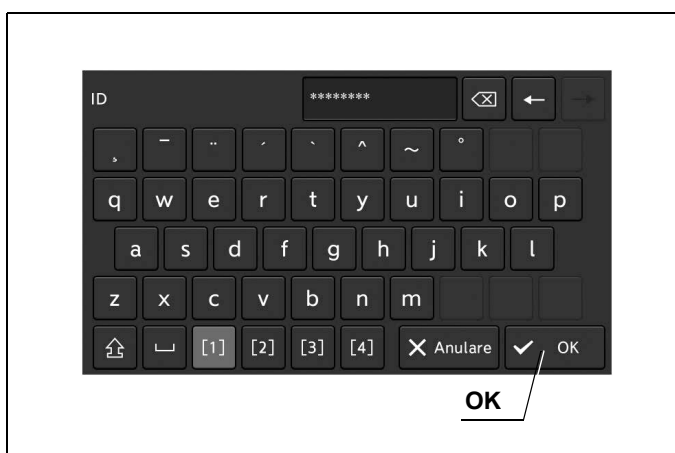 ID ********
¸ ¯ ¨ ´ ` ^ ~ °
q w e r t y u i o p
a s d f g h j k l
z x c v b n m
[1] [2] [3] [4] Anulare OK
OK